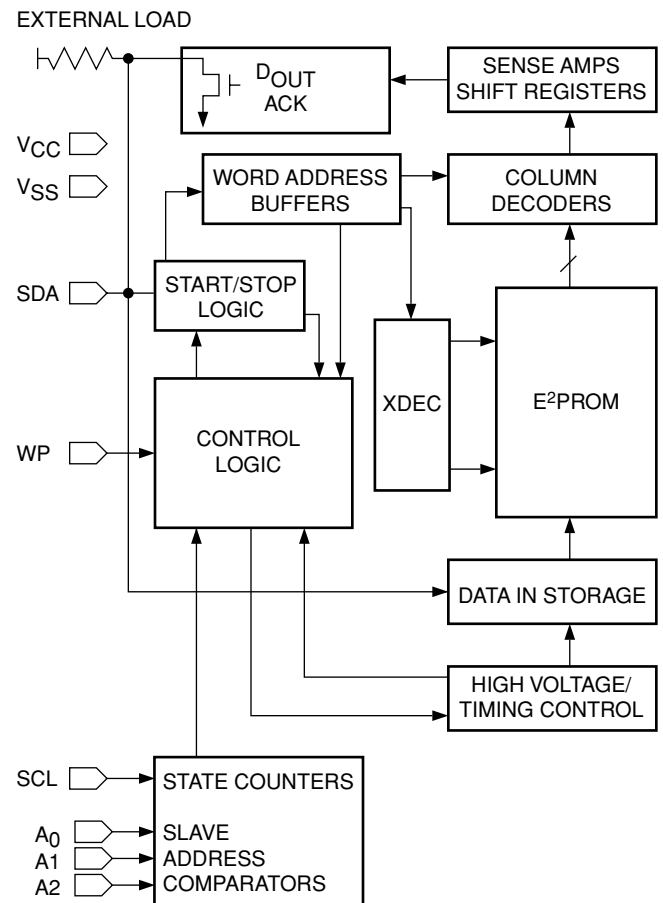 EXTERNAL LOAD
DOUT
ACK
SENSE AMPS
SHIFT REGISTERS
VCC
VSS
WORD ADDRESS
BUFFERS
COLUMN
DECODERS
SDA
START/STOP
LOGIC
XDEC
E²PROM
WP
CONTROL
LOGIC
DATA IN STORAGE
HIGH VOLTAGE/
TIMING CONTROL
SCL
STATE COUNTERS
A0
SLAVE
A1
ADDRESS
A2
COMPARATORS